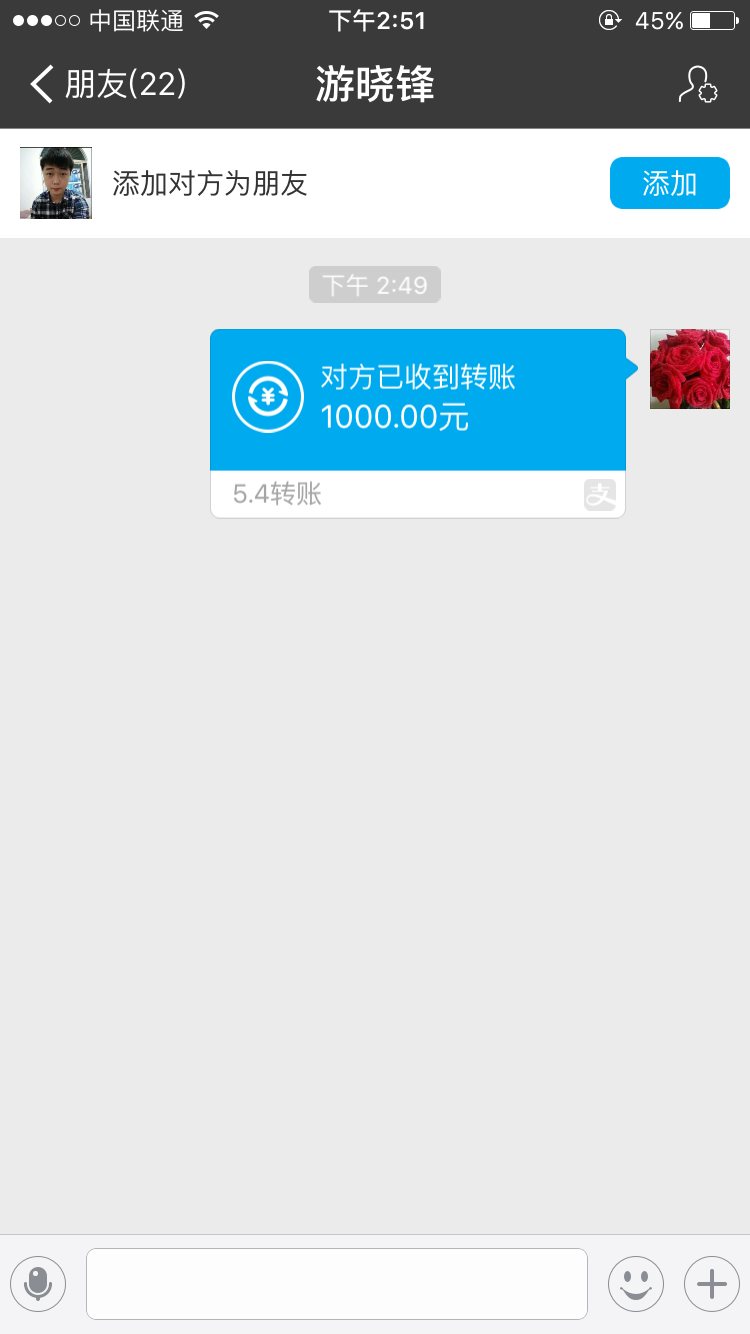 中国联通 下午2:51 45%
朋友(22) 游晓锋
添加对方为朋友 添加
下午 2:49
对方已收到转账
1000.00元
5.4转账 支